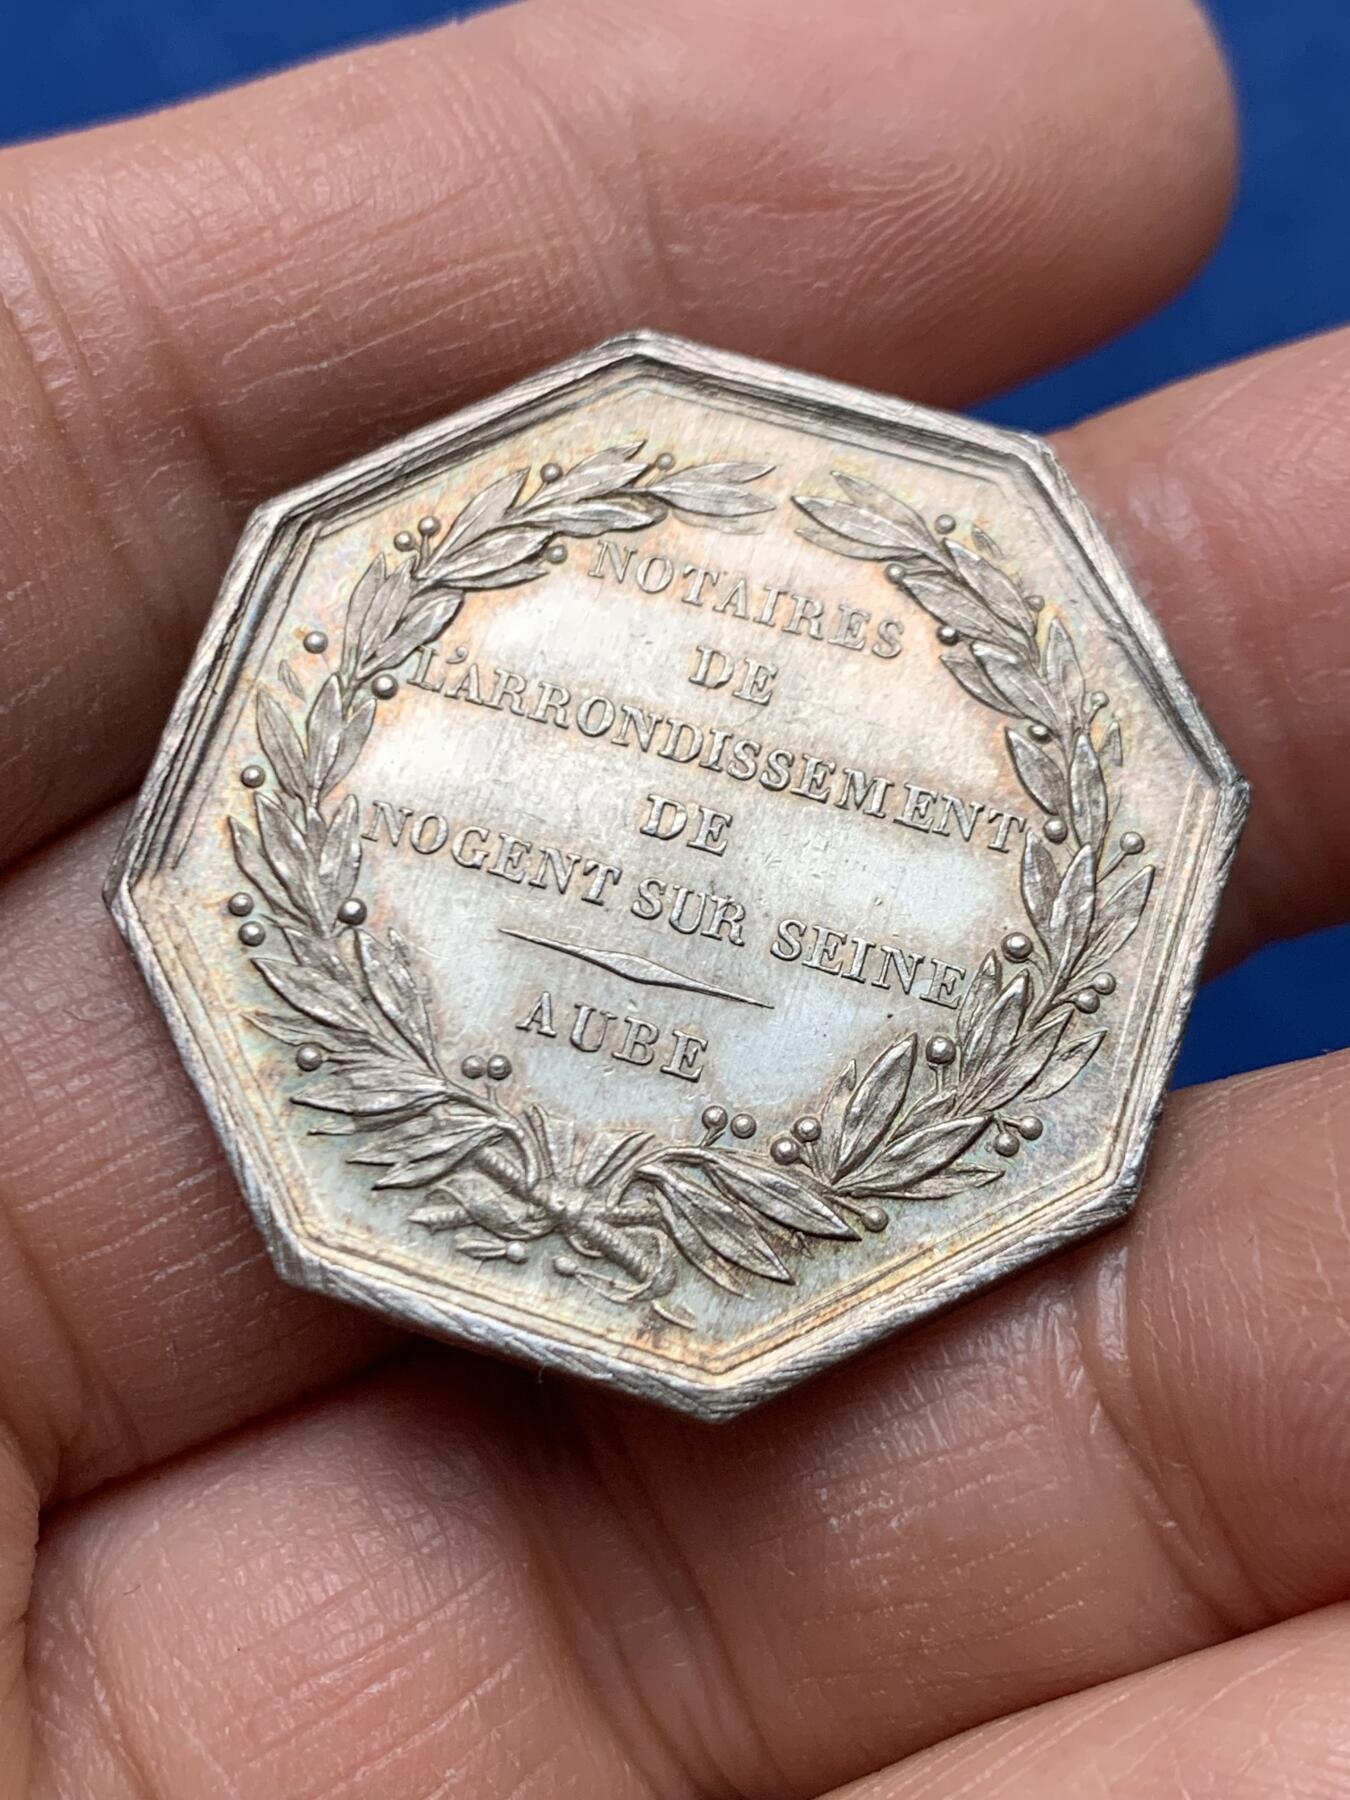 NOTAIRES
DE
L'ARRONDISSEMENT
DE
NOGENT SUR SEINE
AUBE